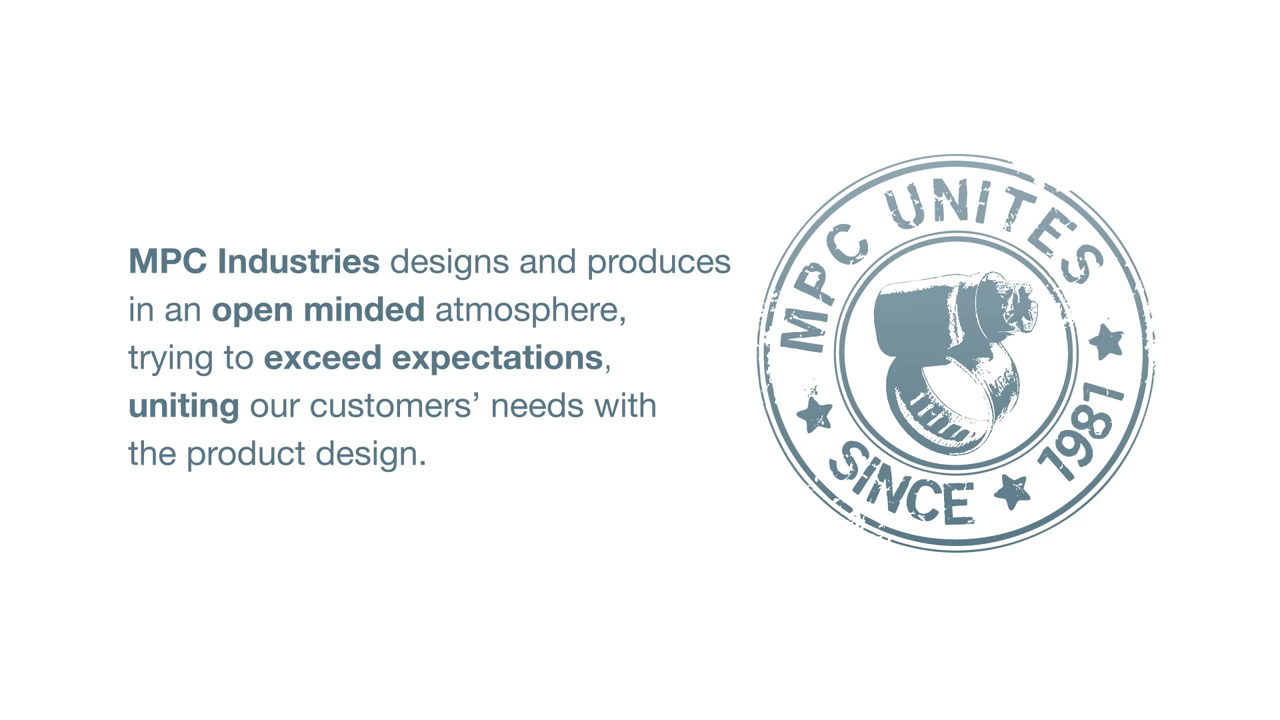 MPC Industries designs and produces
in an open minded atmosphere,
trying to exceed expectations,
uniting our customers’ needs with
the product design.
MPC UNITES
SINCE ★ 1981
MPC